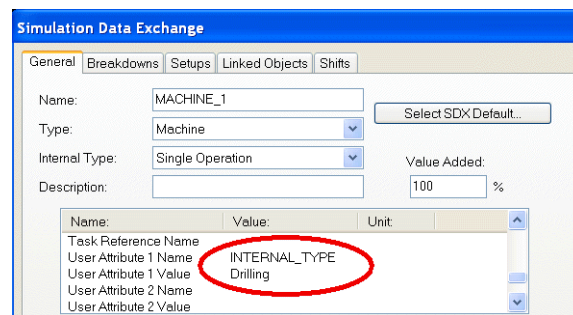 Simulation Data Exchange
General Breakdowns Setups Linked Objects Shifts
Name: MACHINE_1
Select SDX Default...
Type: Machine
Internal Type: Single Operation
Value Added:
Description:
100 %
Name: Value: Unit:
Task Reference Name
User Attribute 1 Name INTERNAL_TYPE
User Attribute 1 Value Drilling
User Attribute 2 Name
User Attribute 2 Value